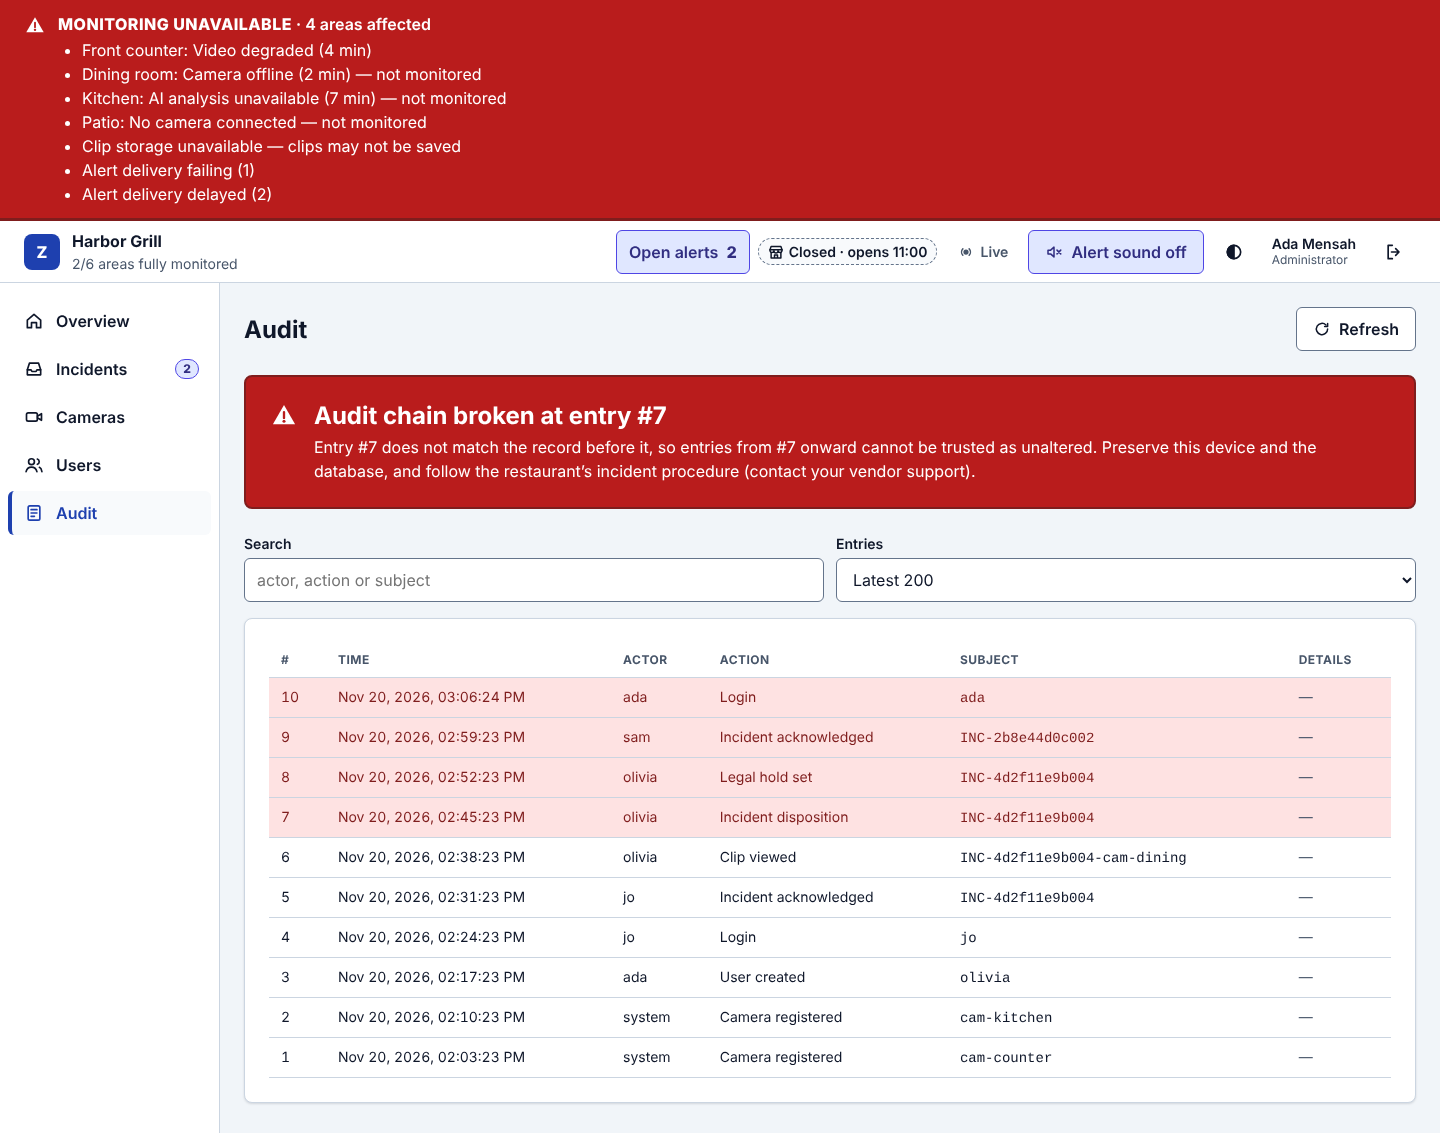 MONITORING UNAVAILABLE · 4 areas affected
• Front counter: Video degraded (4 min)
• Dining room: Camera offline (2 min) — not monitored
• Kitchen: AI analysis unavailable (7 min) — not monitored
• Patio: No camera connected — not monitored
• Clip storage unavailable — clips may not be saved
• Alert delivery failing (1)
• Alert delivery delayed (2)
Z
Harbor Grill
2/6 areas fully monitored
Open alerts 2
Closed · opens 11:00
Live
Alert sound off
Ada Mensah
Administrator
Overview
Incidents 2
Cameras
Users
Audit
Audit
Refresh
Audit chain broken at entry #7
Entry #7 does not match the record before it, so entries from #7 onward cannot be trusted as unaltered. Preserve this device and the
database, and follow the restaurant’s incident procedure (contact your vendor support).
Search
actor, action or subject
Entries
Latest 200
# TIME ACTOR ACTION SUBJECT DETAILS
10 Nov 20, 2026, 03:06:24 PM ada Login ada —
9 Nov 20, 2026, 02:59:23 PM sam Incident acknowledged INC-2b8e44d0c002 —
8 Nov 20, 2026, 02:52:23 PM olivia Legal hold set INC-4d2f11e9b004 —
7 Nov 20, 2026, 02:45:23 PM olivia Incident disposition INC-4d2f11e9b004 —
6 Nov 20, 2026, 02:38:23 PM olivia Clip viewed INC-4d2f11e9b004-cam-dining —
5 Nov 20, 2026, 02:31:23 PM jo Incident acknowledged INC-4d2f11e9b004 —
4 Nov 20, 2026, 02:24:23 PM jo Login jo —
3 Nov 20, 2026, 02:17:23 PM ada User created olivia —
2 Nov 20, 2026, 02:10:23 PM system Camera registered cam-kitchen —
1 Nov 20, 2026, 02:03:23 PM system Camera registered cam-counter —